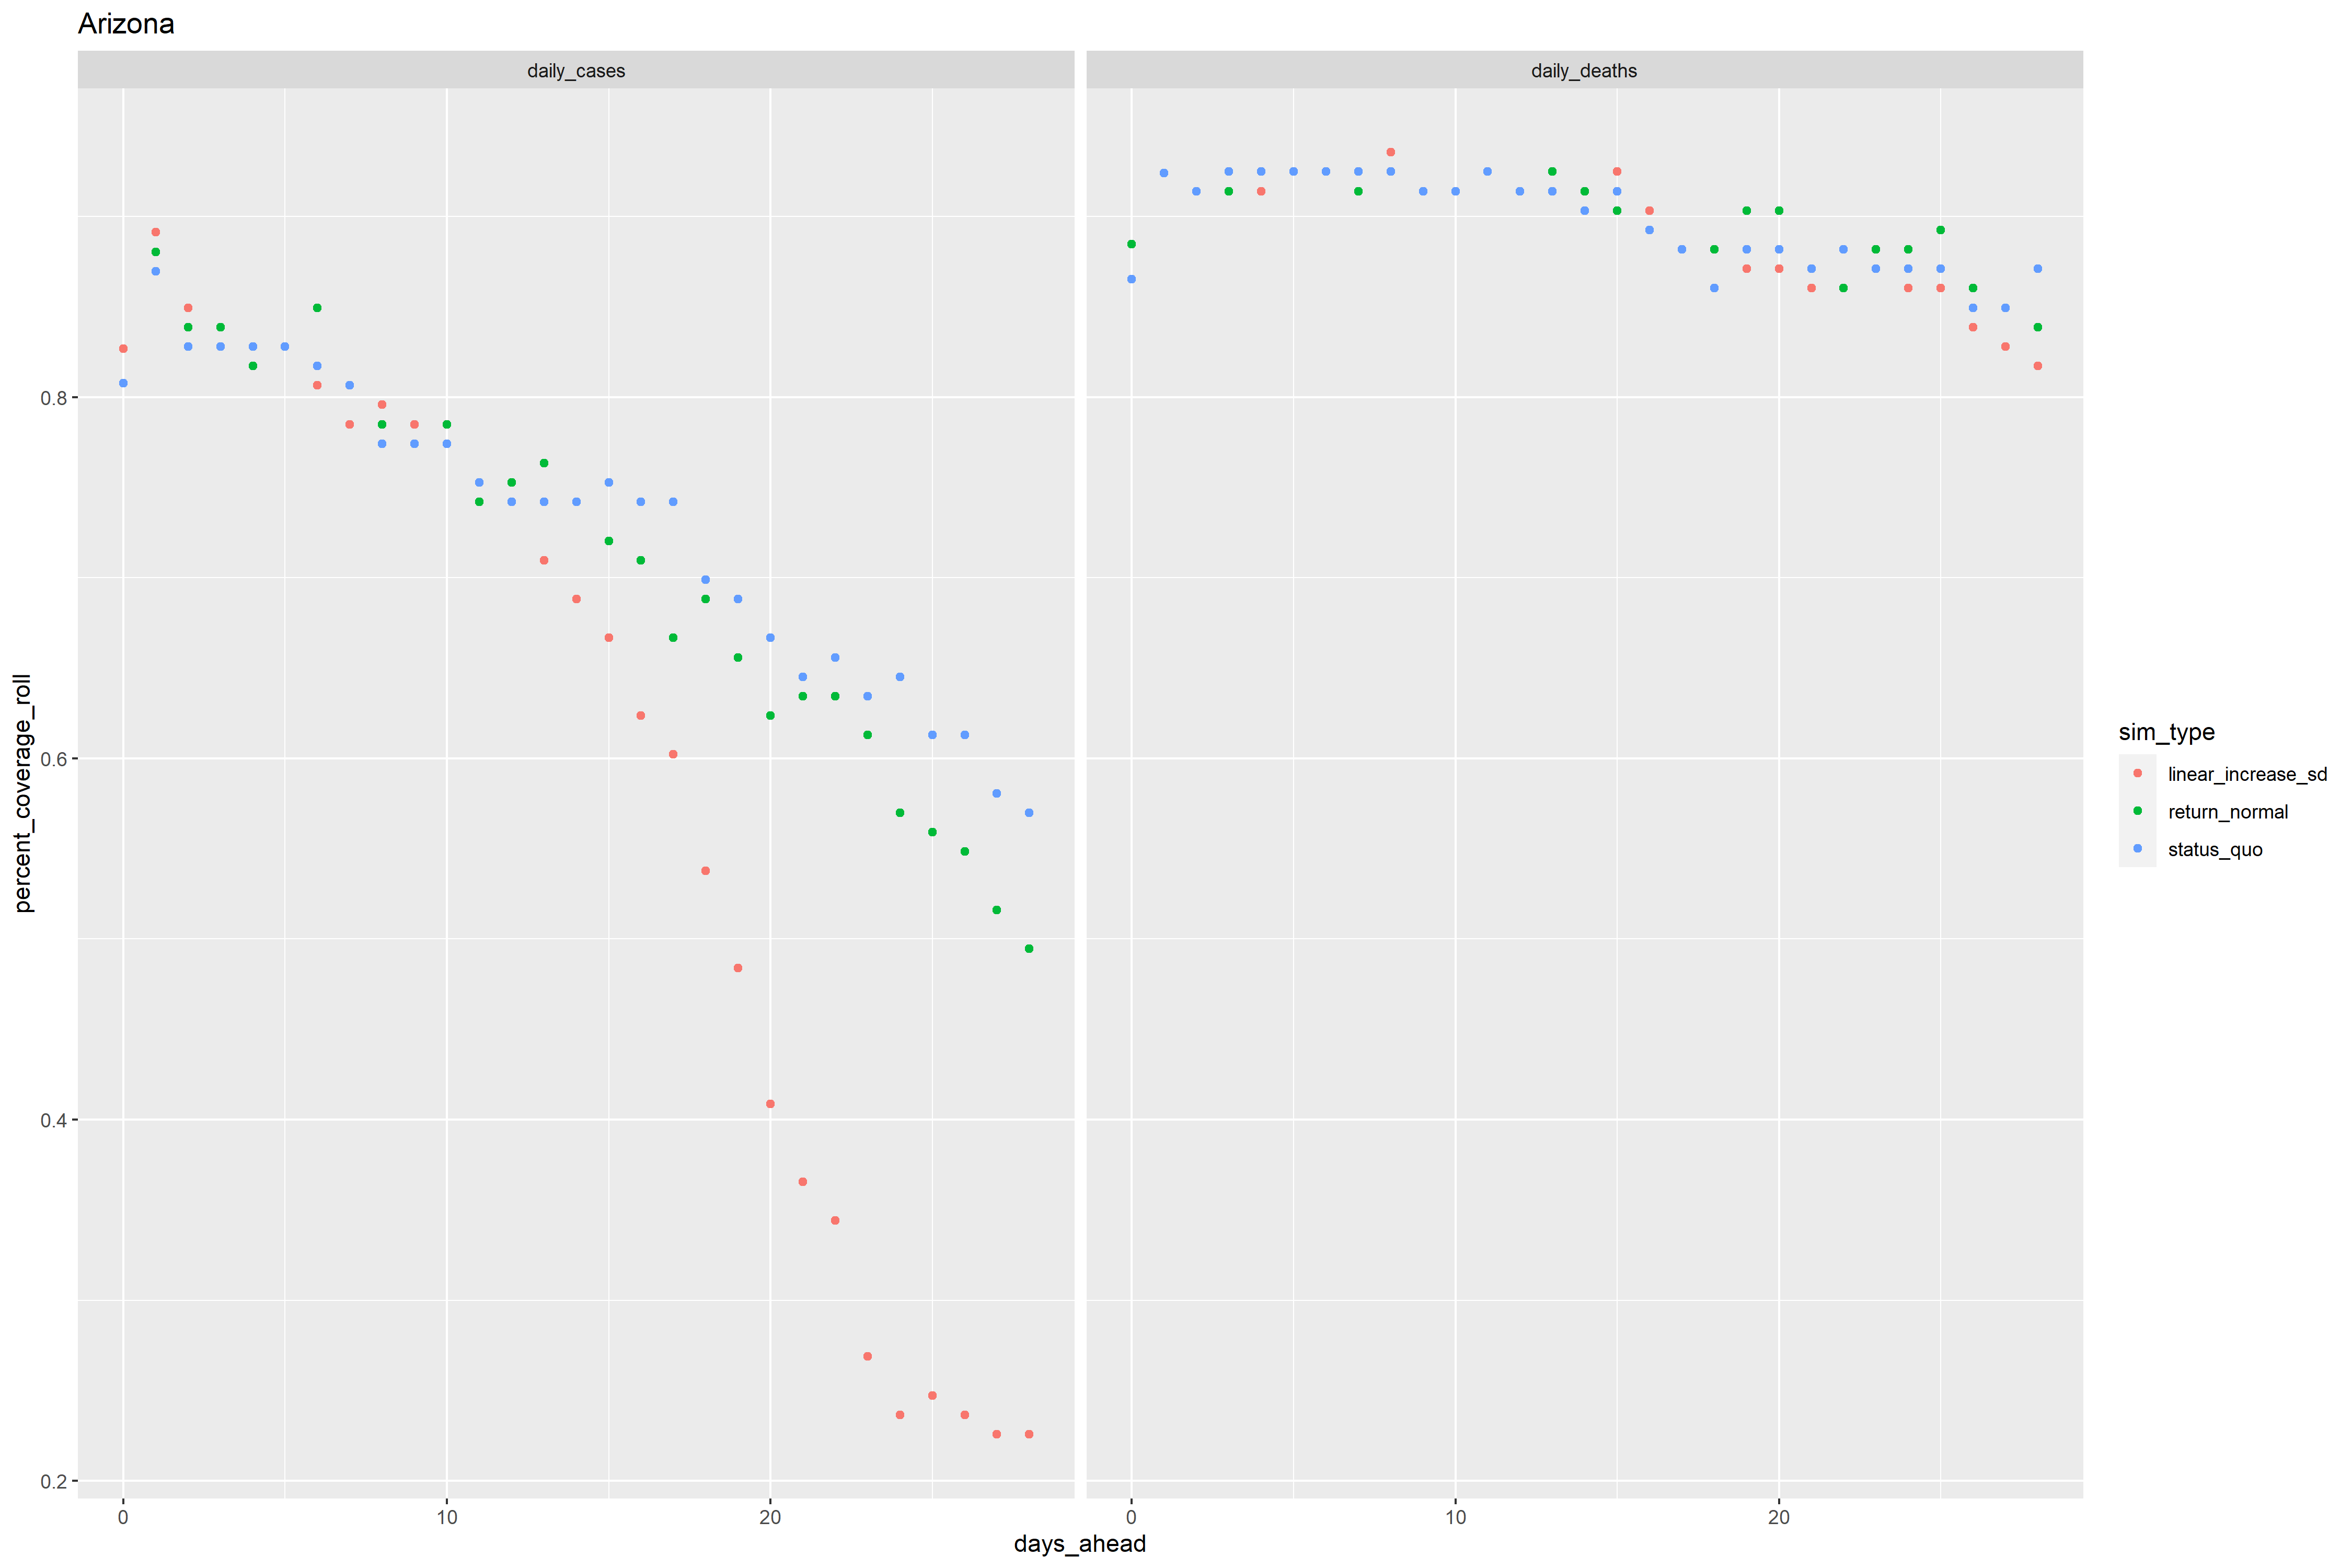 Arizona
daily_cases
daily_deaths
percent_coverage_roll
0.8
0.6
0.4
0.2
0
10
20
0
10
20
days_ahead
sim_type
linear_increase_sd
return_normal
status_quo